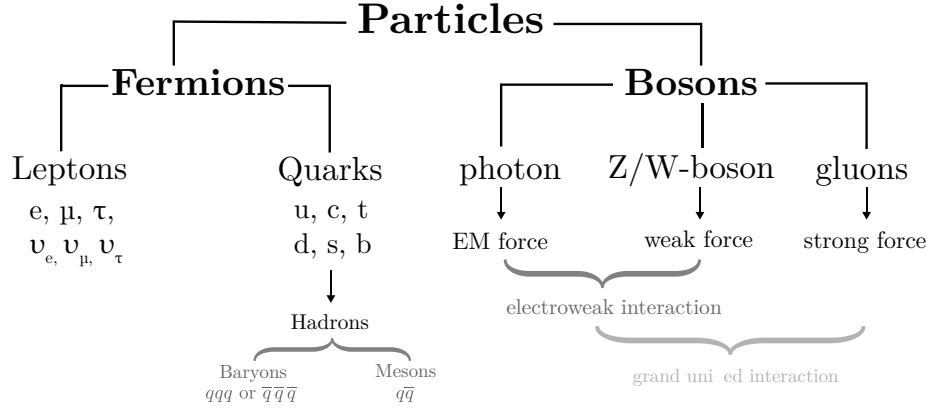 Particles
Fermions
Bosons
Leptons
Quarks
photon
Z/W-boson
gluons
e, μ, τ,
υe, υμ, υτ
u, c, t
d, s, b
EM force
weak force
strong force
electroweak interaction
Hadrons
Baryons
qqq or q̅ q̅ q̅
Mesons
qq̅
grand uni ed interaction